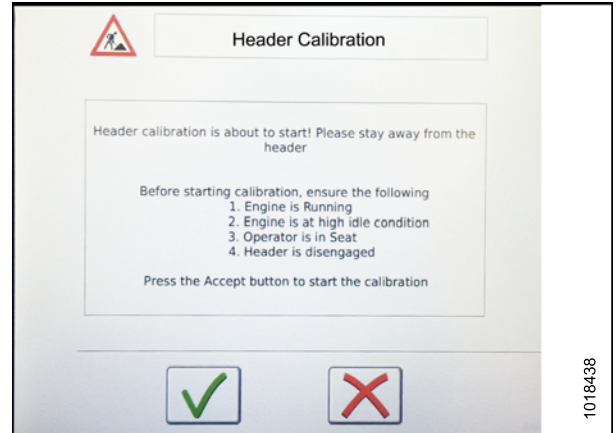 Header Calibration
Header calibration is about to start! Please stay away from the
header
Before starting calibration, ensure the following
1. Engine is Running
2. Engine is at high idle condition
3. Operator is in Seat
4. Header is disengaged
Press the Accept button to start the calibration
1018438